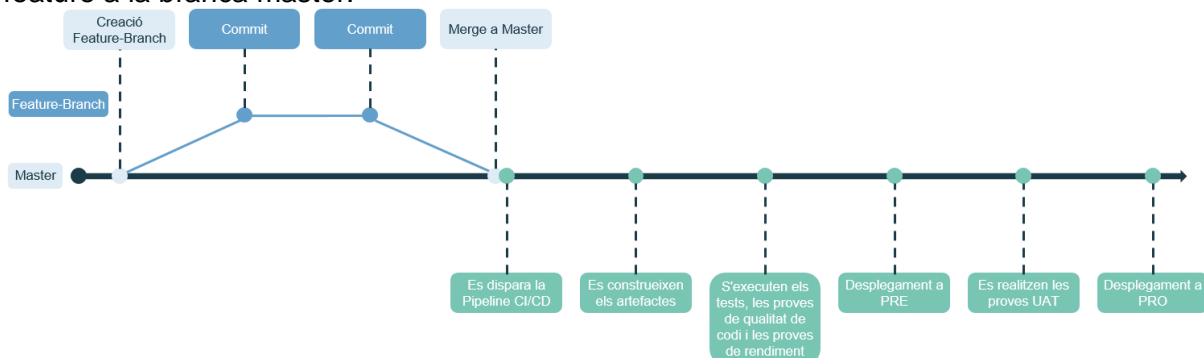 feature a la branca master.
Creació
Feature-Branch
Commit
Commit
Merge a Master
Feature-Branch
Master
Es dispara la
Pipeline CI/CD
Es construeixen
els artefactes
S'executen els
tests, les proves
de qualitat de
codi i les proves
de rendiment
Desplegament a
PRE
Es realitzen les
proves UAT
Desplegament a
PRO